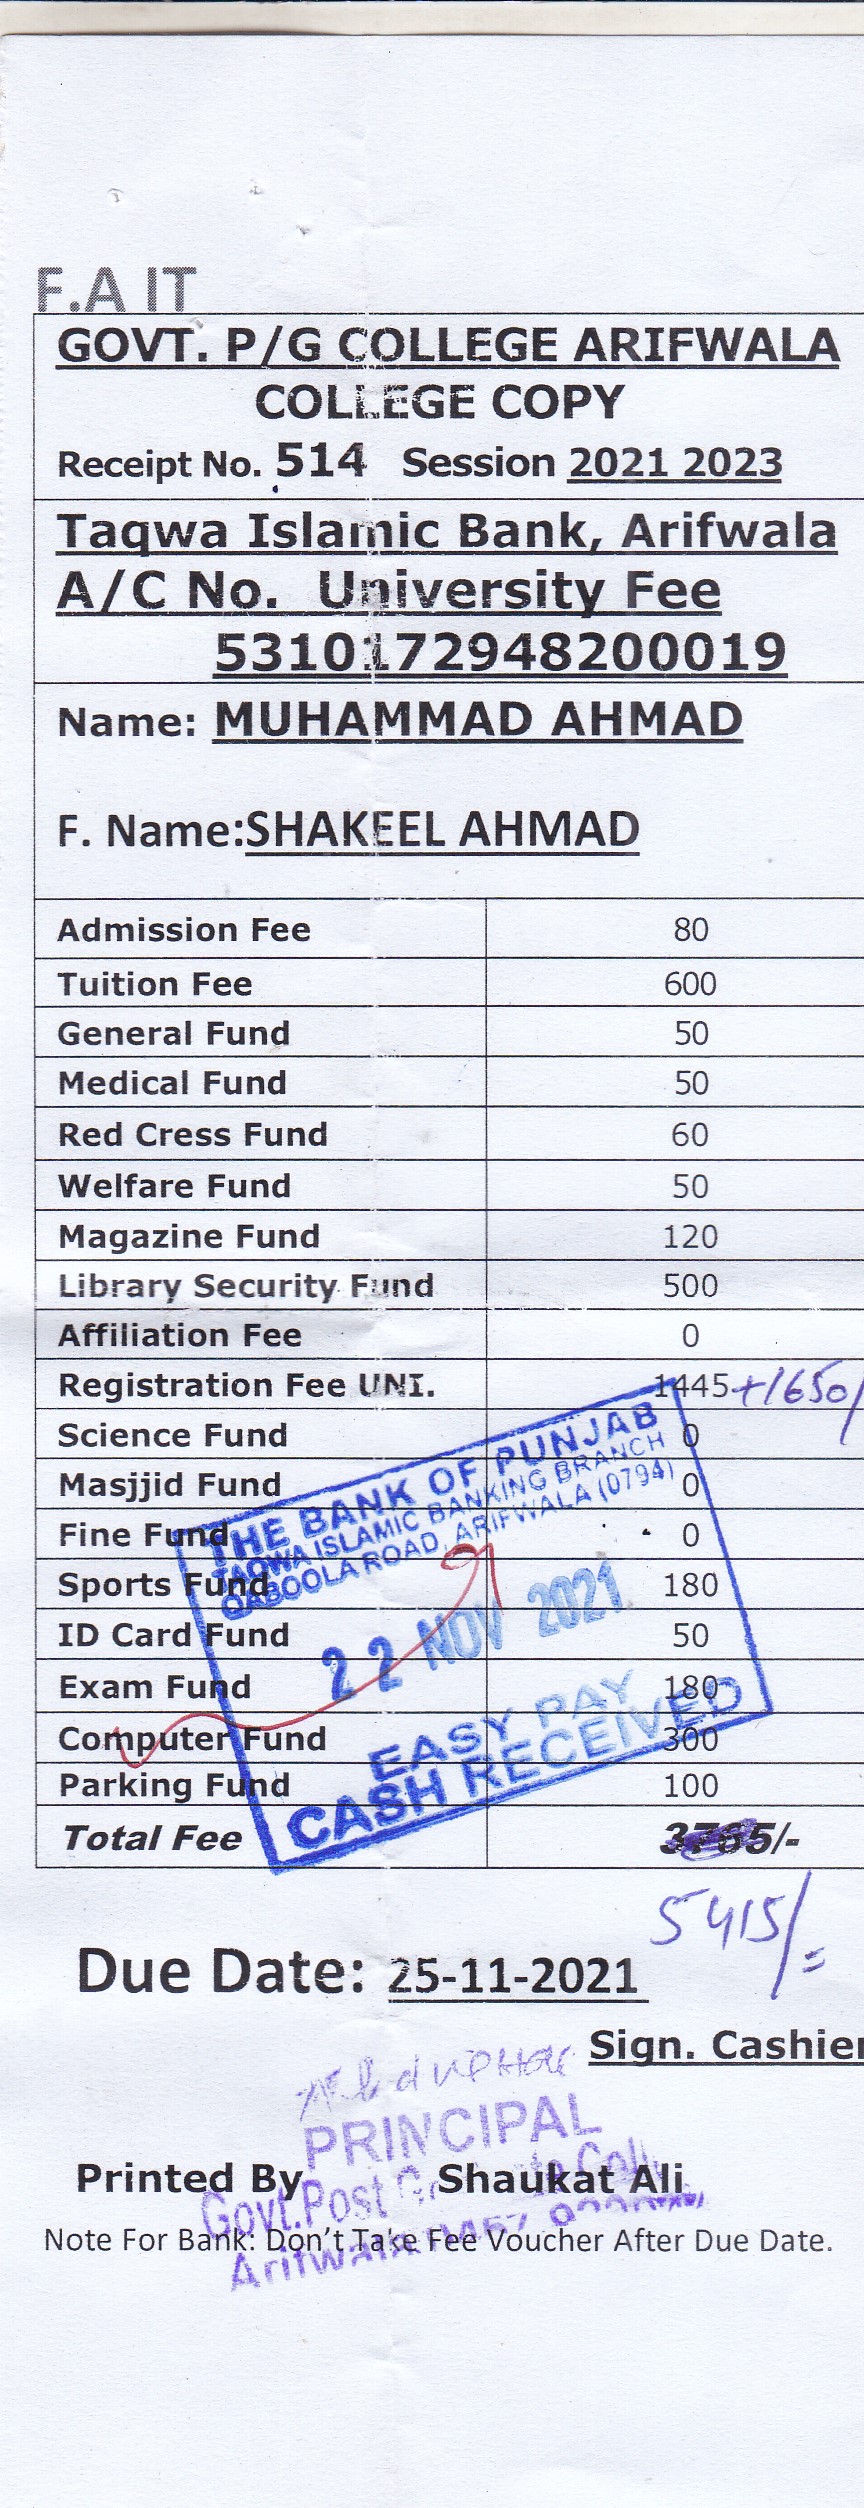 F.A IT
GOVT. P/G COLLEGE ARIFWALA
COLLEGE COPY
Receipt No. 514 Session 2021 2023
Taqwa Islamic Bank, Arifwala
A/C No. University Fee
5310172948200019
Name: MUHAMMAD AHMAD
F. Name:SHAKEEL AHMAD
Admission Fee 80
Tuition Fee 600
General Fund 50
Medical Fund 50
Red Cress Fund 60
Welfare Fund 50
Magazine Fund 120
Library Security Fund 500
Affiliation Fee 0
Registration Fee UNI. 1445 +1650/
Science Fund 0
Masjjid Fund 0
Fine Fund 0
Sports Fund 180
ID Card Fund 50
Exam Fund 180
Computer Fund 300
Parking Fund 100
Total Fee 3765/-
THE BANK OF PUNJAB
TAQWA ISLAMIC BANKING BRANCH
QABOOLA ROAD, ARIFWALA (0794)
22 NOV 2021
EASY PAY
CASH RECEIVED
5415/=
Due Date: 25-11-2021
Sign. Cashier
PRINCIPAL
Govt.Post
Arifwala
Printed By Shaukat Ali
Note For Bank: Don't Take Fee Voucher After Due Date.